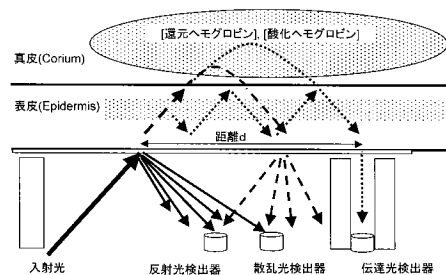 [還元ヘモグロビン], [酸化ヘモグロビン]
真皮(Corium)
表皮(Epidermis)
距離d
入射光
反射光検出器
散乱光検出器
伝達光検出器